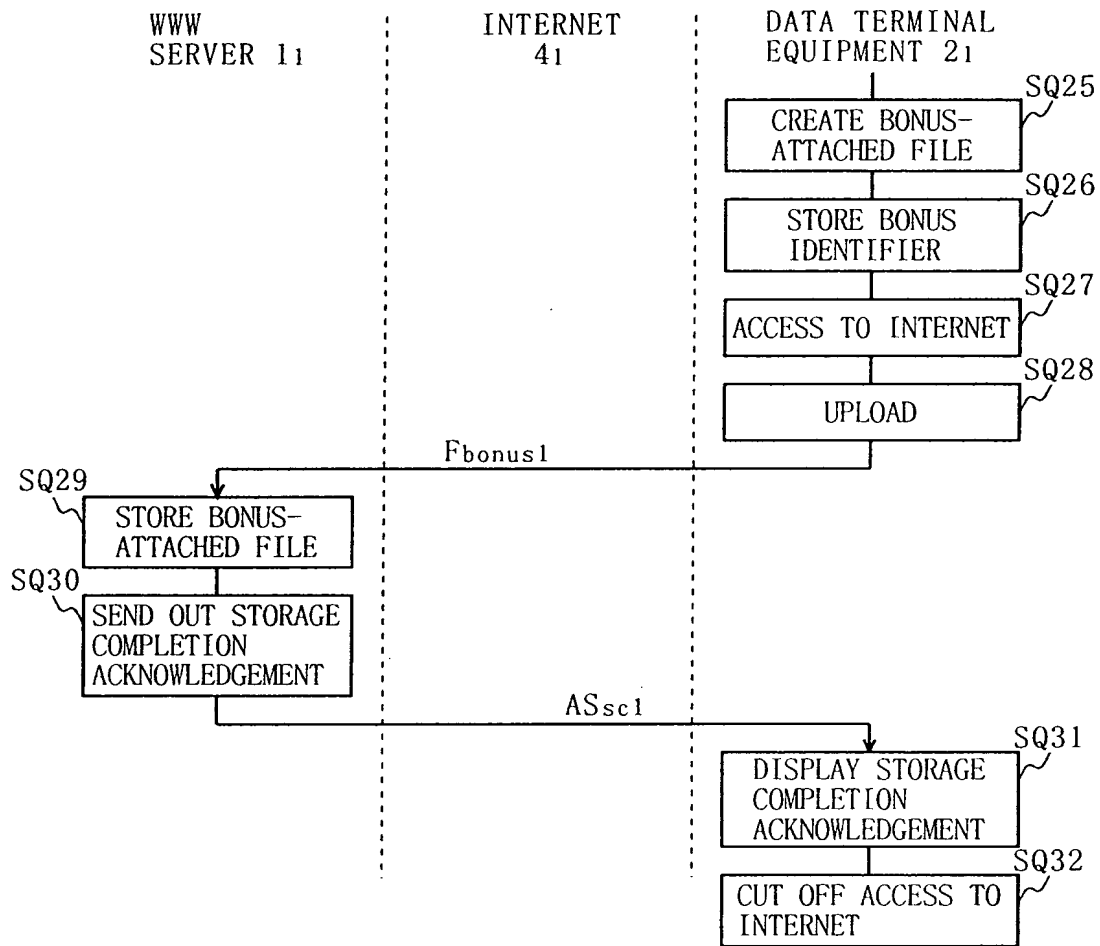 WWW
SERVER 11
INTERNET
41
DATA TERMINAL
EQUIPMENT 21
SQ25
CREATE BONUS-
ATTACHED FILE
SQ26
STORE BONUS
IDENTIFIER
SQ27
ACCESS TO INTERNET
SQ28
UPLOAD
Fbonus1
SQ29
STORE BONUS-
ATTACHED FILE
SQ30
SEND OUT STORAGE
COMPLETION
ACKNOWLEDGEMENT
ASsc1
SQ31
DISPLAY STORAGE
COMPLETION
ACKNOWLEDGEMENT
SQ32
CUT OFF ACCESS TO
INTERNET